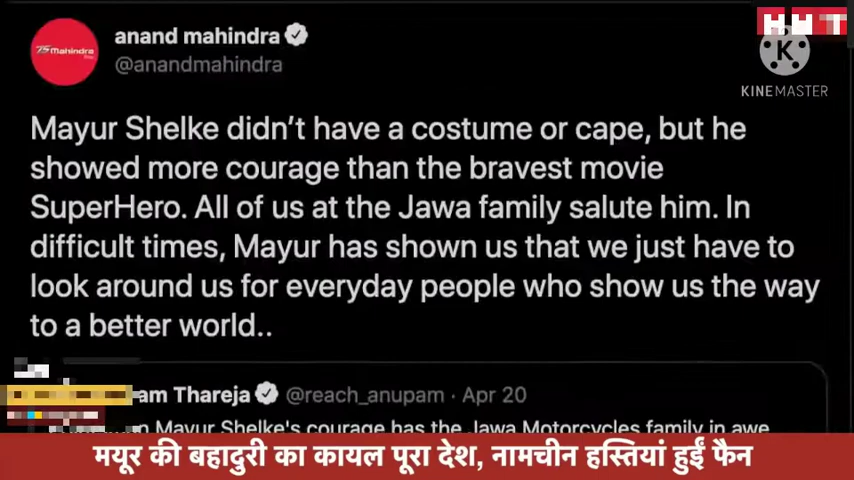 anand mahindra
@anandmahindra
KINEMASTER
Mayur Shelke didn't have a costume or cape, but he
showed more courage than the bravest movie
SuperHero. All of us at the Jawa family salute him. In
difficult times, Mayur has shown us that we just have to
look around us for everyday people who show us the way
to a better world..
Thareja @reach_anupam · Apr 20
Mayur Shelke's courage has the Jawa Motorcycles family in awe
मयूर की बहादुरी का कायल पूरा देश, नामचीन हस्तियां हुईं फैन